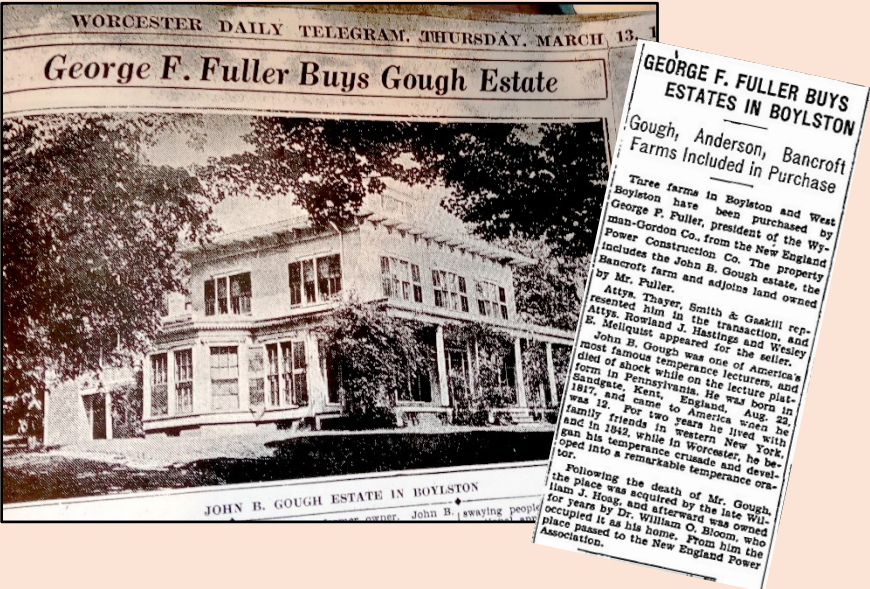 WORCESTER DAILY TELEGRAM, THURSDAY, MARCH 13, 1
George F. Fuller Buys Gough Estate
JOHN B. GOUGH ESTATE IN BOYLSTON
owner, John B.
swaying people
GEORGE F. FULLER BUYS
ESTATES IN BOYLSTON
Gough, Anderson, Bancroft
Farms Included in Purchase
Three farms in Boylston and West
Boylston have been purchased by
George F. Fuller, president of the Wy-
man-Gordon Co., from the New England
Power Construction Co. The property
includes the John B. Gough estate, the
Bancroft farm and adjoins land owned
by Mr. Fuller.
Attys. Thayer, Smith & Gaskill rep-
resented him in the transaction, and
Attys. Rowland J. Hastings and Wesley
E. Mellquist appeared for the seller.
John B. Gough was one of America's
most famous temperance lecturers, and
died of shock while on the lecture plat-
form in Pennsylvania. He was born in
Sandgate, Kent, England, Aug. 22,
1817, and came to America when he
was 12. For two years he lived with
family friends in western New York,
and in 1842, while in Worcester, he be-
gan his temperance crusade and devel-
oped into a remarkable temperance ora-
tor.
Following the death of Mr. Gough,
the place was acquired by the late Wil-
liam J. Hoag, and afterward was owned
for years by Dr. William O. Bloom, who
occupied it as his home. From him the
place passed to the New England Power
Association.